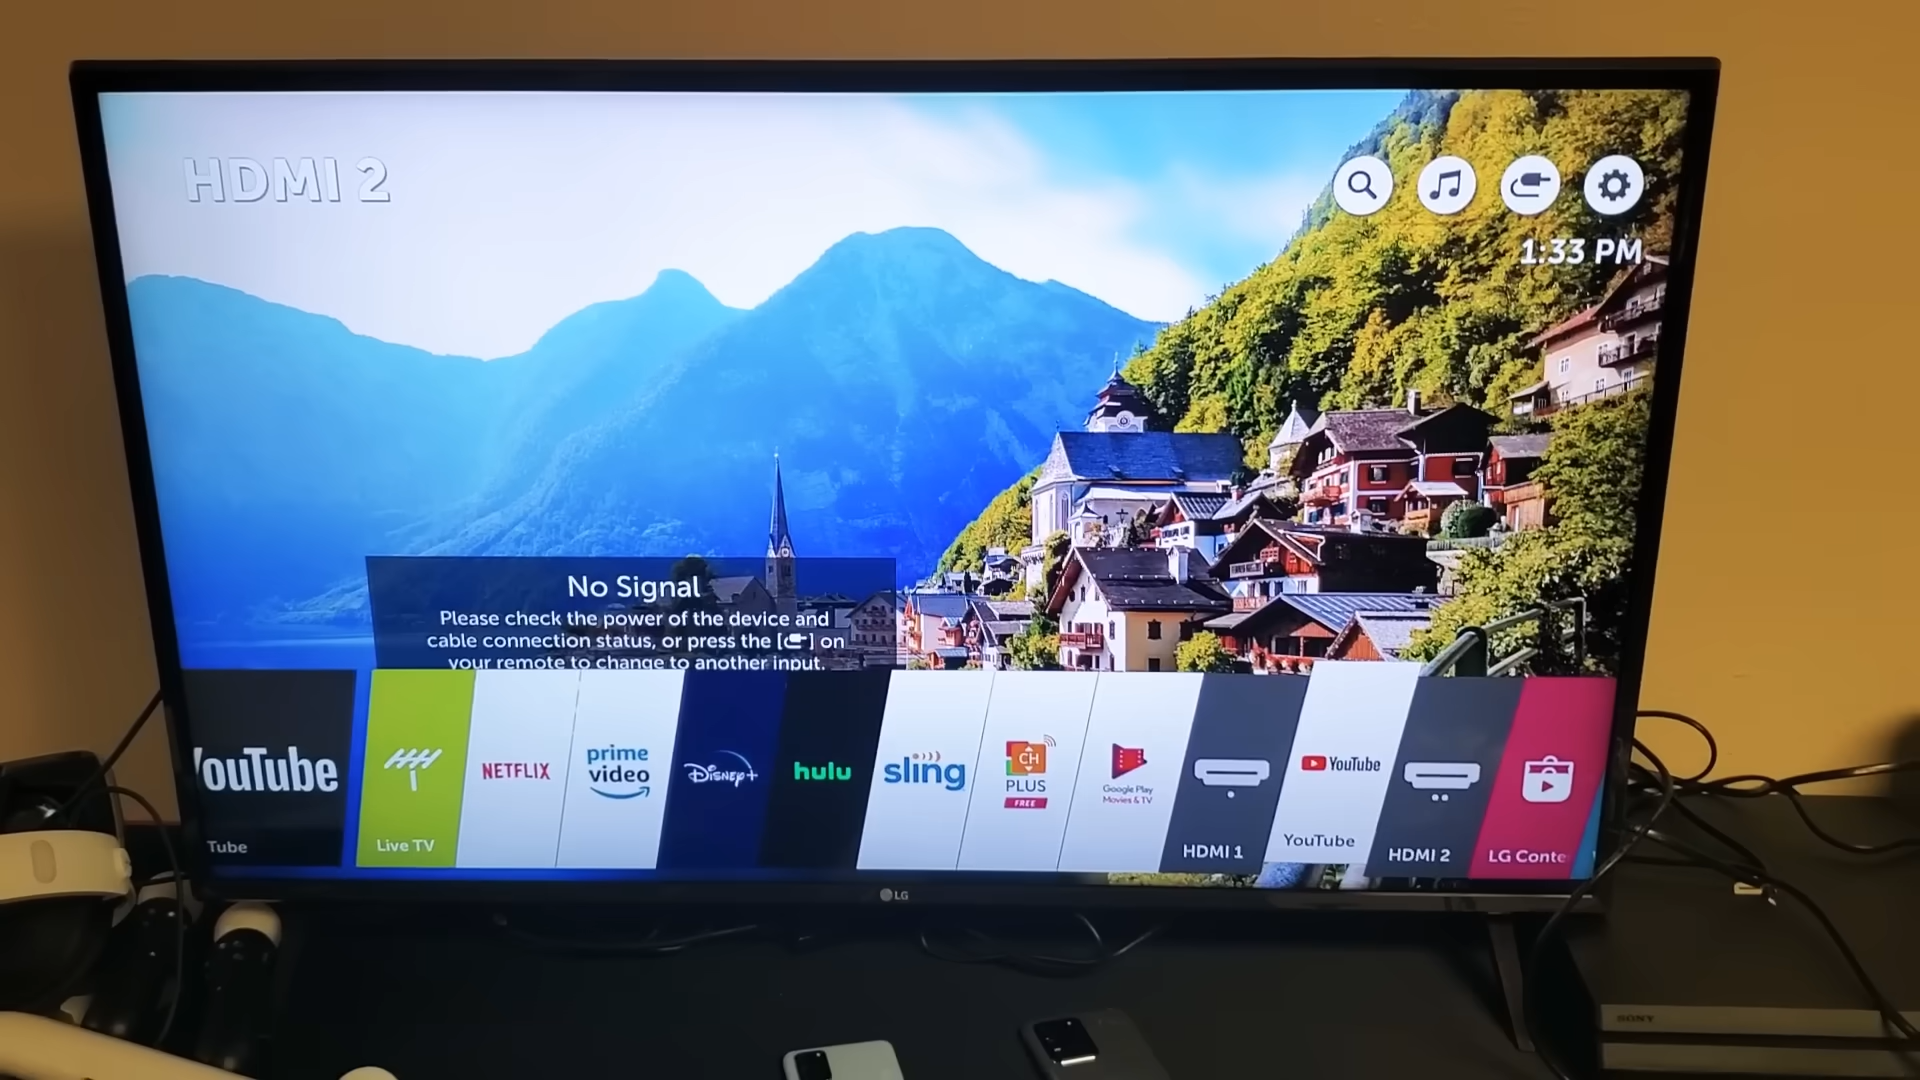 HDMI 2
1:33 PM
No Signal
Please check the power of the device and
cable connection status, or press the [ ] on
your remote to change to another input.
YouTube
Tube
Live TV
NETFLIX
prime
video
Disney+
hulu
sling
CH
PLUS
FREE
Google Play
Movies & TV
HDMI 1
YouTube
YouTube
HDMI 2
LG Conte
LG
SONY